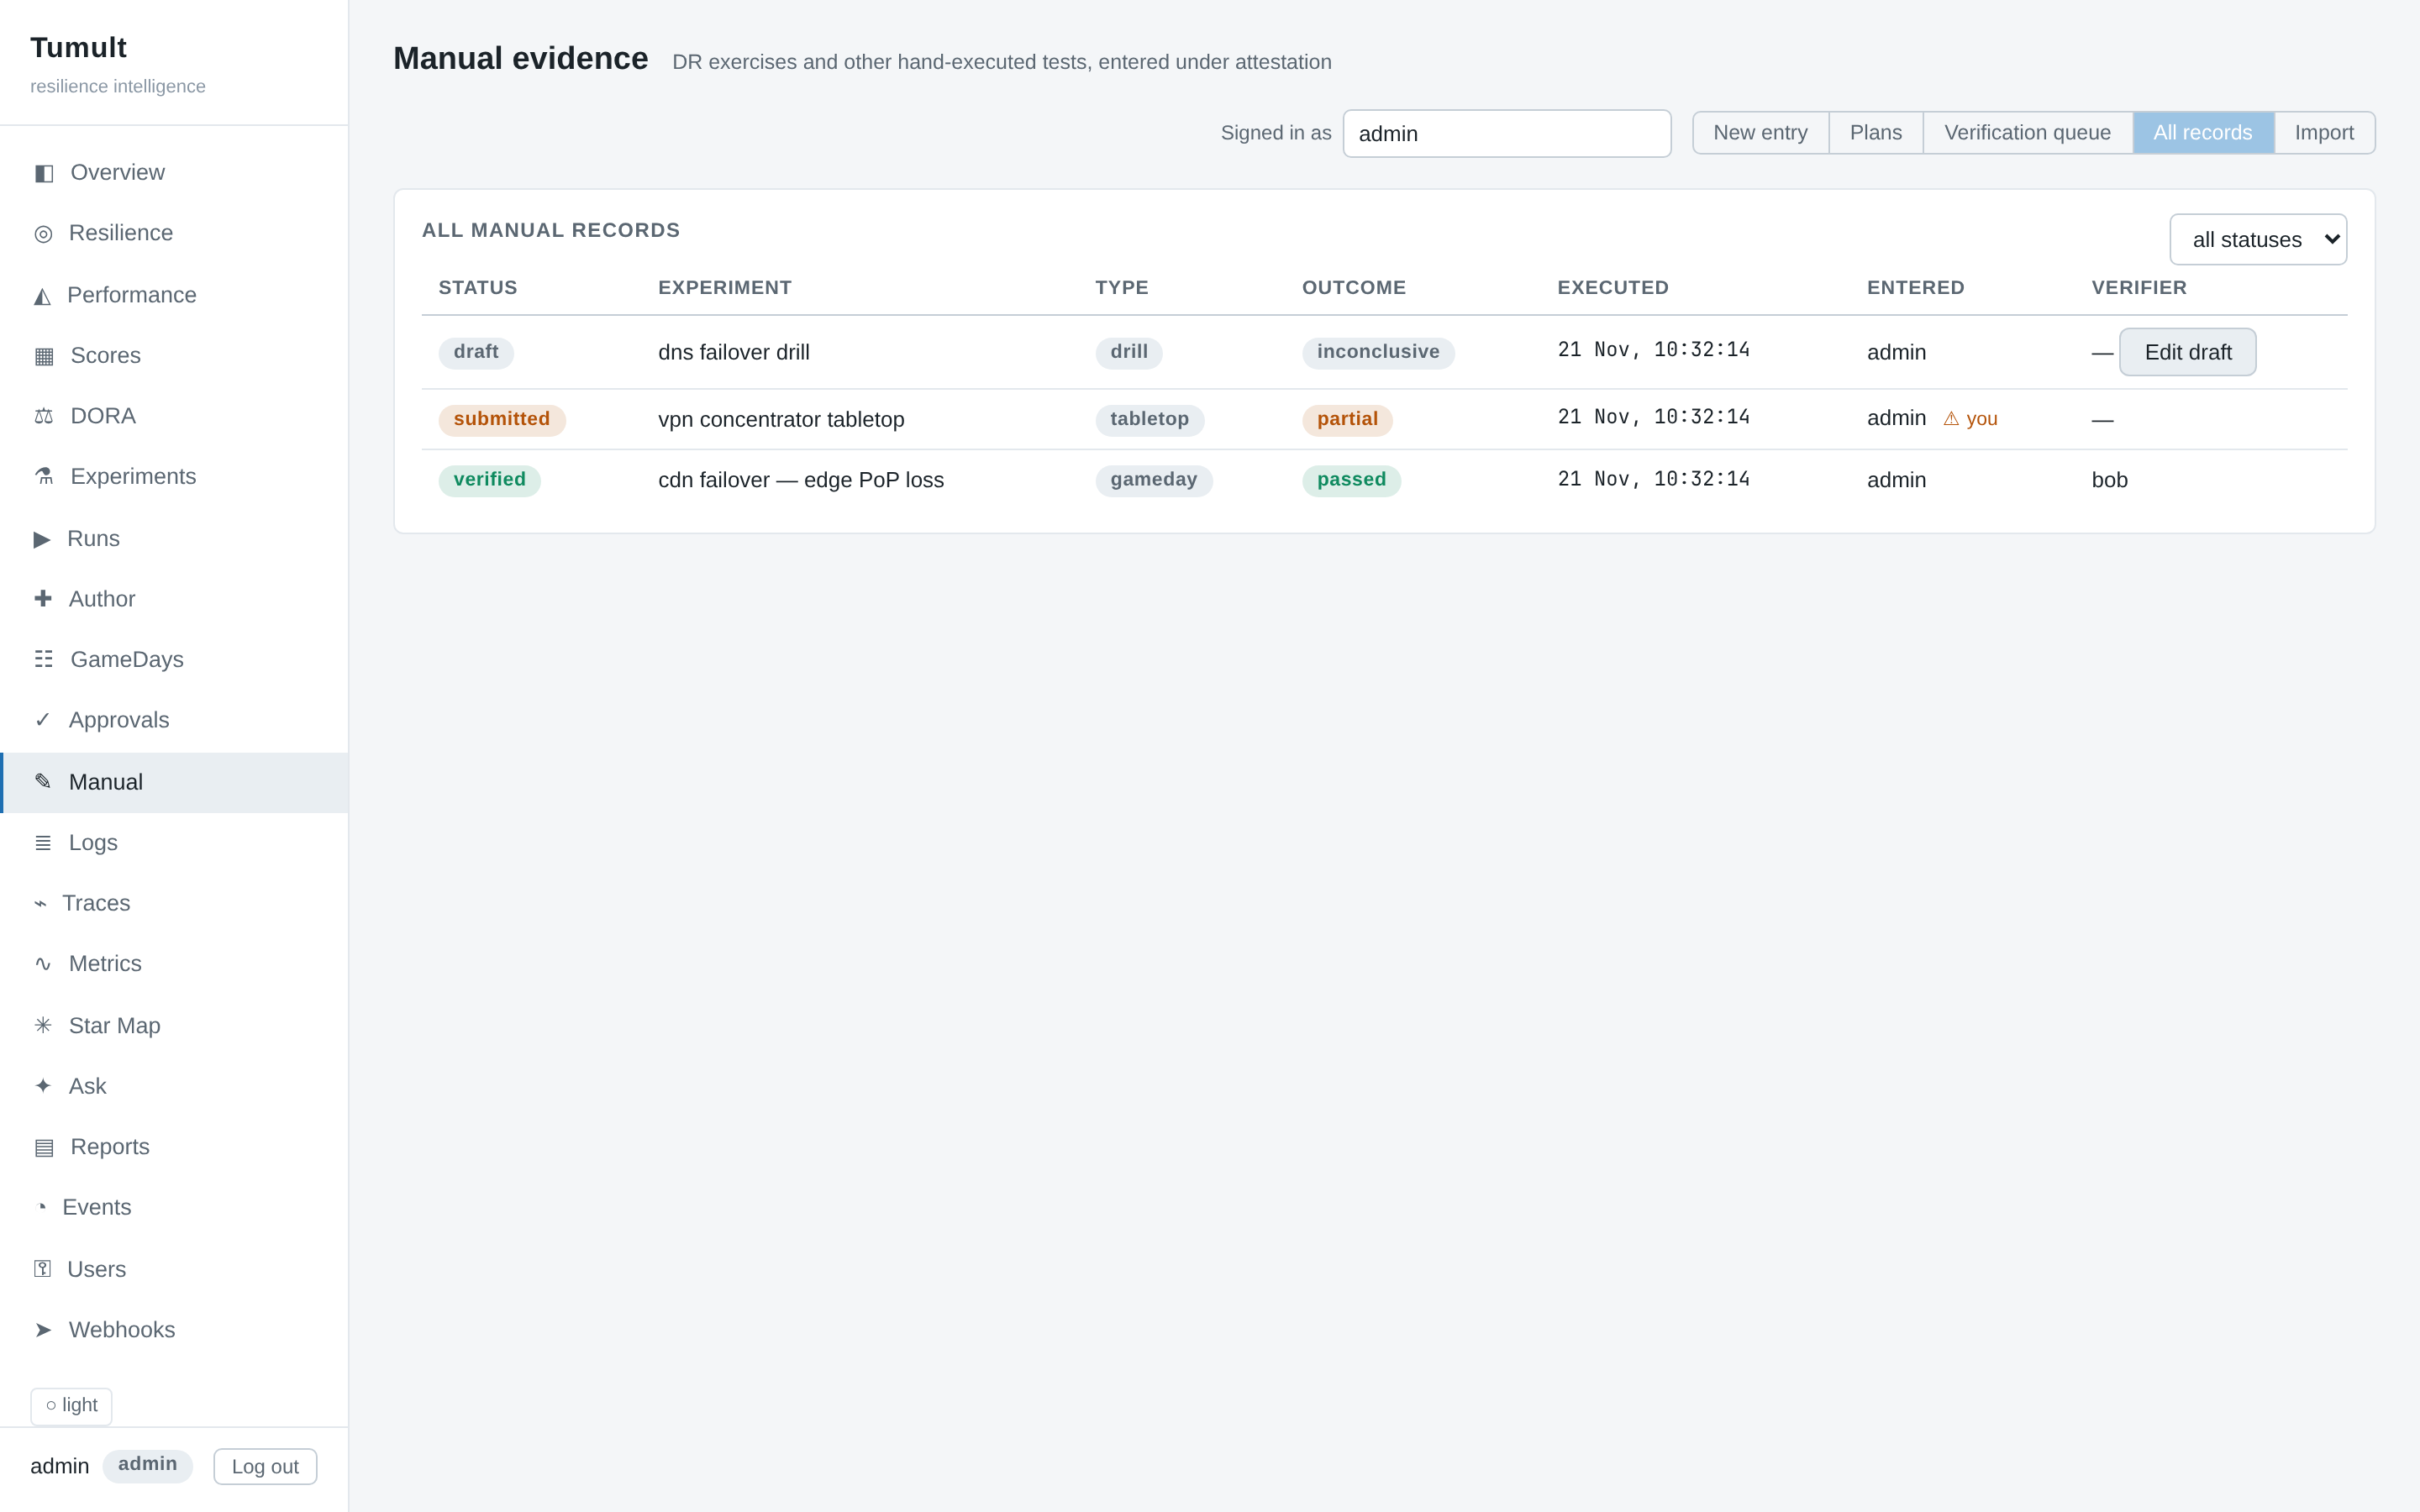 Tumult
resilience intelligence
Overview
Resilience
Performance
Scores
DORA
Experiments
Runs
Author
GameDays
Approvals
Manual
Logs
Traces
Metrics
Star Map
Ask
Reports
Events
Users
Webhooks
○ light
admin admin Log out
Manual evidence DR exercises and other hand-executed tests, entered under attestation
Signed in as admin New entry Plans Verification queue All records Import
ALL MANUAL RECORDS all statuses
STATUS EXPERIMENT TYPE OUTCOME EXECUTED ENTERED VERIFIER
draft dns failover drill drill inconclusive 21 Nov, 10:32:14 admin — Edit draft
submitted vpn concentrator tabletop tabletop partial 21 Nov, 10:32:14 admin ⚠ you —
verified cdn failover — edge PoP loss gameday passed 21 Nov, 10:32:14 admin bob